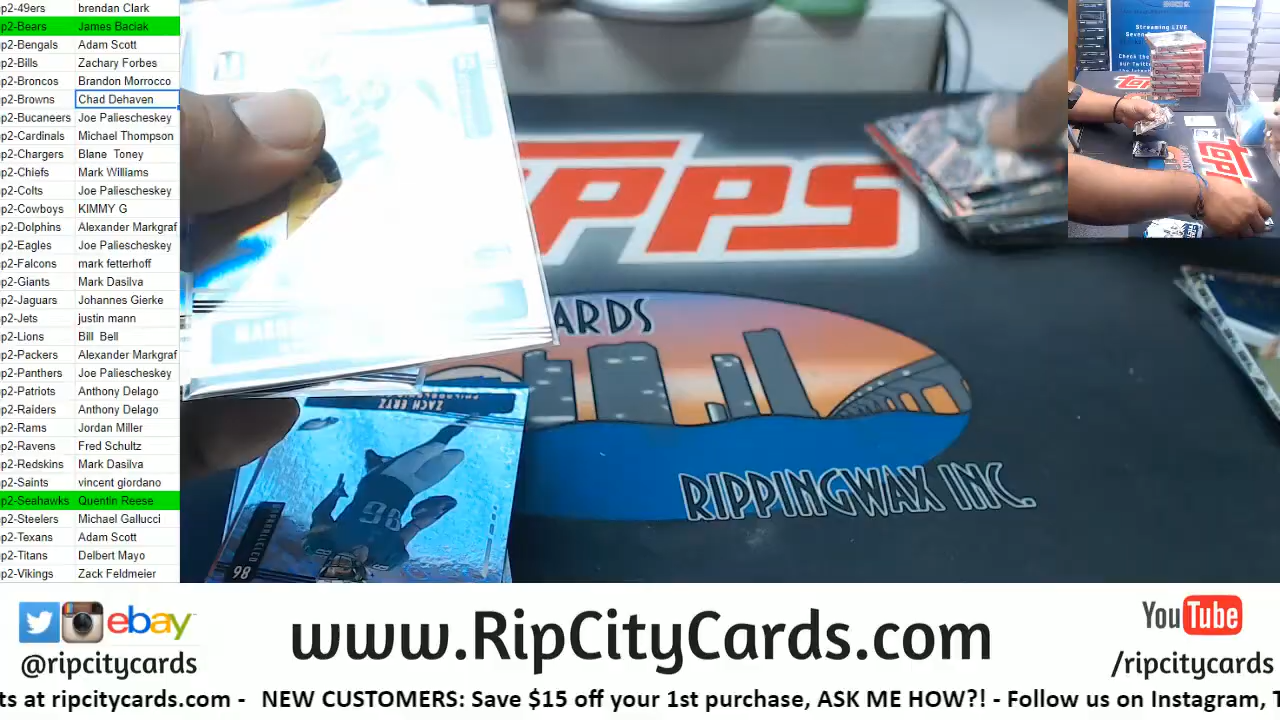 p2-49ers brendan Clark
p2-Bears James Baciak
p2-Bengals Adam Scott
p2-Bills Zachary Forbes
p2-Broncos Brandon Morrocco
p2-Browns Chad Dehaven
p2-Bucaneers Joe Paliescheskey
p2-Cardinals Michael Thompson
p2-Chargers Blane Toney
p2-Chiefs Mark Williams
p2-Colts Joe Paliescheskey
p2-Cowboys KIMMY G
p2-Dolphins Alexander Markgraf
p2-Eagles Joe Paliescheskey
p2-Falcons mark fetterhoff
p2-Giants Mark Dasilva
p2-Jaguars Johannes Gierke
p2-Jets justin mann
p2-Lions Bill Bell
p2-Packers Alexander Markgraf
p2-Panthers Joe Paliescheskey
p2-Patriots Anthony Delago
p2-Raiders Anthony Delago
p2-Rams Jordan Miller
p2-Ravens Fred Schultz
p2-Redskins Mark Dasilva
p2-Saints vincent giordano
p2-Seahawks Quentin Reese
p2-Steelers Michael Gallucci
p2-Texans Adam Scott
p2-Titans Delbert Mayo
p2-Vikings Zack Feldmeier
PPS
ARDS
RIPPINGWAX INC.
ZACH ERTZ
86
98
Streaming LIVE
Topps
ebay
@ripcitycards
www.RipCityCards.com
YouTube
/ripcitycards
ts at ripcitycards.com - NEW CUSTOMERS: Save $15 off your 1st purchase, ASK ME HOW?! - Follow us on Instagram, T